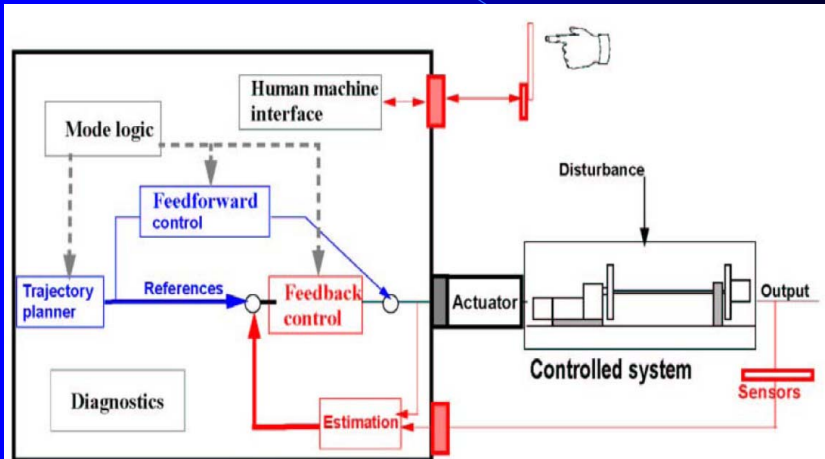 Human machine
interface
Mode logic
Disturbance
Feedforward
control
Trajectory
planner
References
Feedback
control
Actuator
Output
Controlled system
Sensors
Diagnostics
Estimation